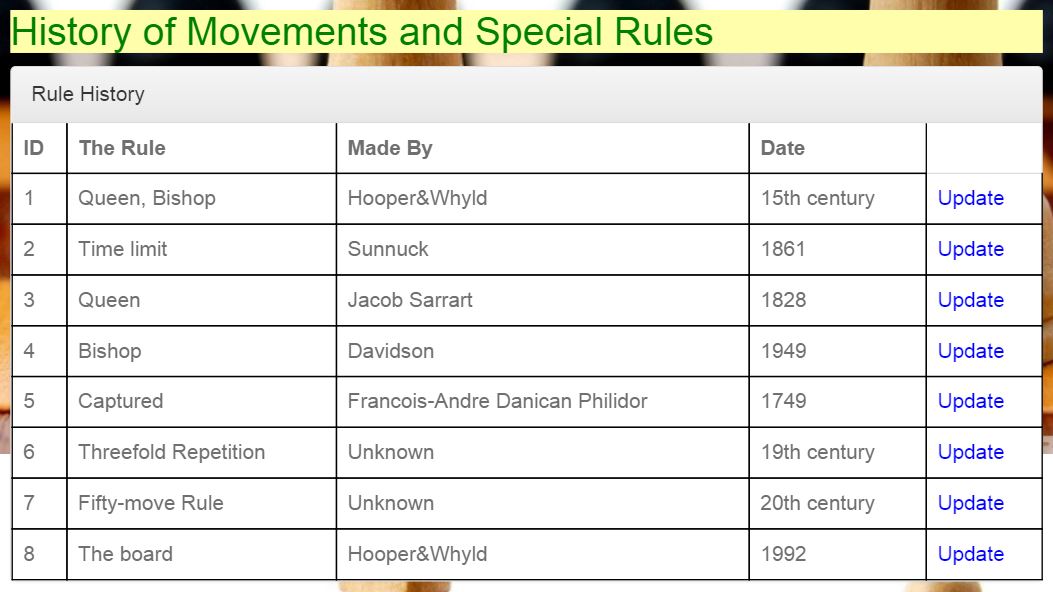 History of Movements and Special Rules
Rule History
ID The Rule Made By Date
1 Queen, Bishop Hooper&Whyld 15th century Update
2 Time limit Sunnuck 1861 Update
3 Queen Jacob Sarrart 1828 Update
4 Bishop Davidson 1949 Update
5 Captured Francois-Andre Danican Philidor 1749 Update
6 Threefold Repetition Unknown 19th century Update
7 Fifty-move Rule Unknown 20th century Update
8 The board Hooper&Whyld 1992 Update